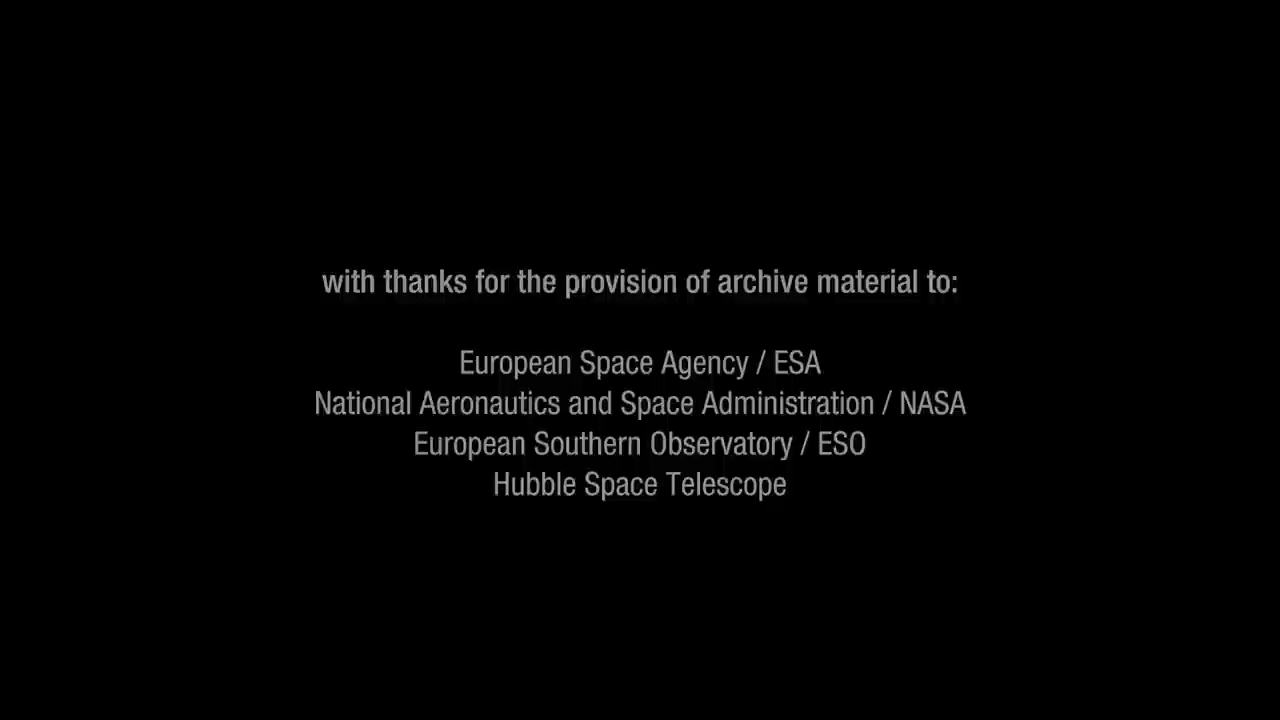 with thanks for the provision of archive material to:
European Space Agency / ESA
National Aeronautics and Space Administration / NASA
European Southern Observatory / ESO
Hubble Space Telescope